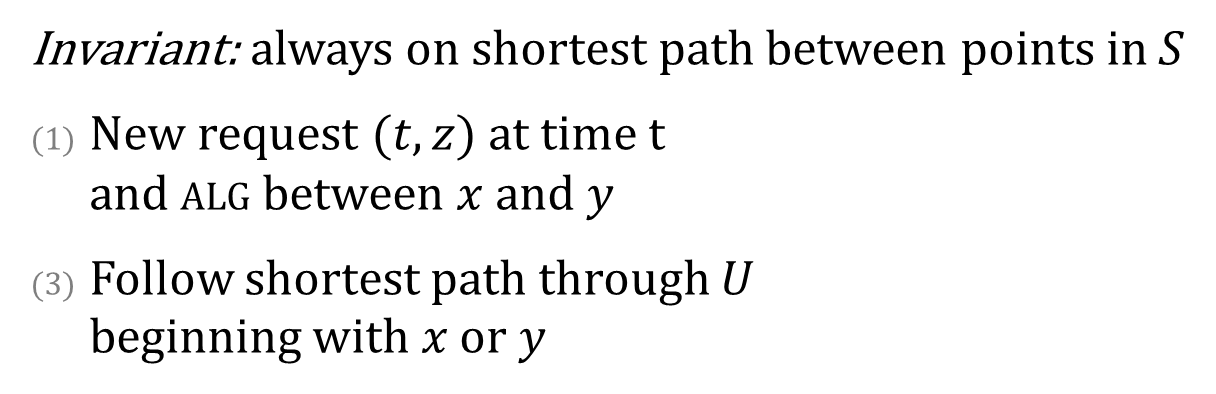 Invariant: always on shortest path between points in S
(1) New request (t, z) at time t
and ALG between x and y
(3) Follow shortest path through U
beginning with x or y